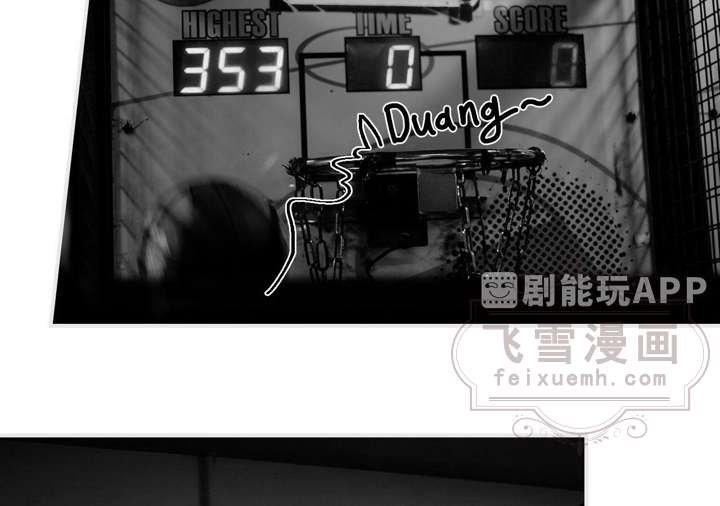 HIGHEST TIME SCORE
353 0 0
Duang~
剧能玩APP
飞雪漫画
feixuemh.com